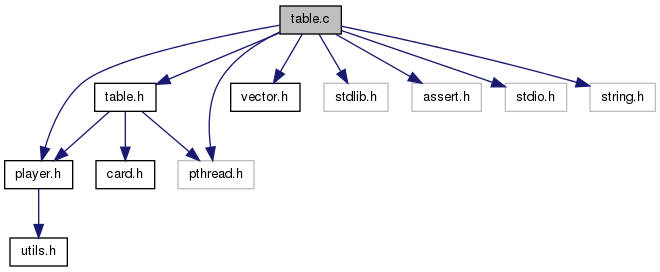 table.c
table.h
vector.h
stdlib.h
assert.h
stdio.h
string.h
player.h
card.h
pthread.h
utils.h